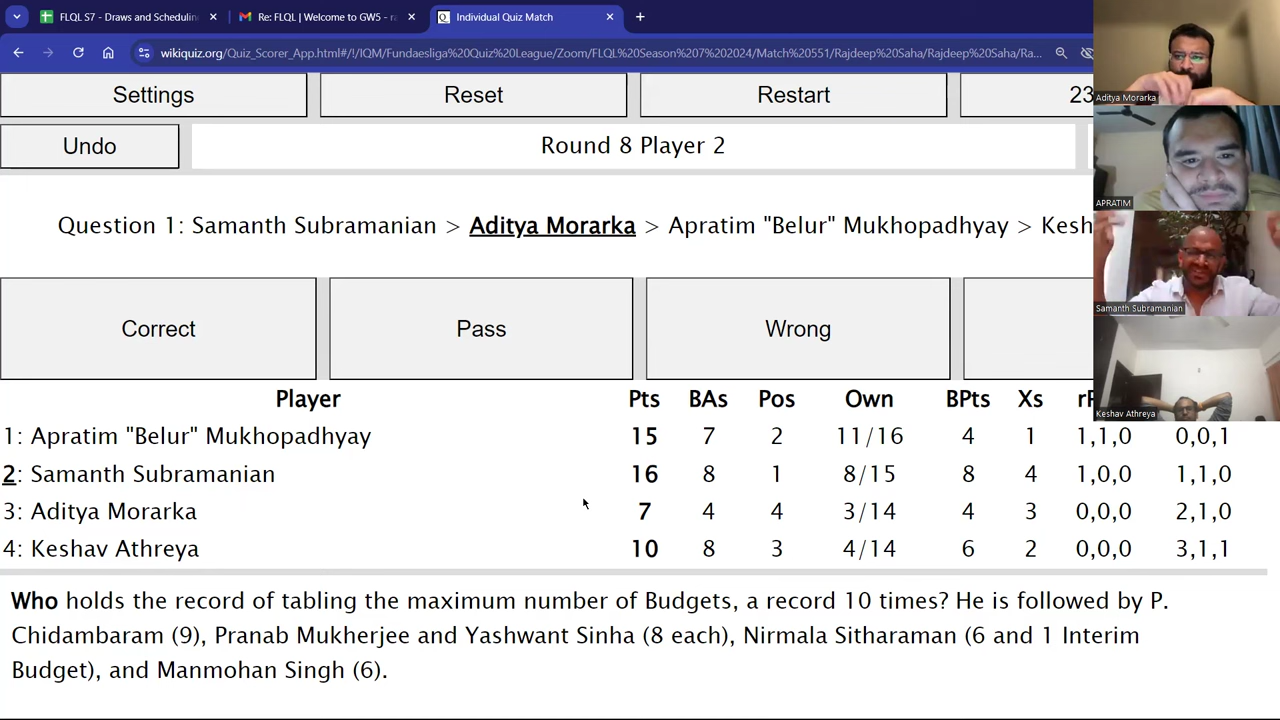 FLQL S7 - Draws and Schedulin
Re: FLQL | Welcome to GW5 - ra
Individual Quiz Match
wikiquiz.org/Quiz_Scorer_App.html#/!/IQM/Fundaesliga%20Quiz%20League/Zoom/FLQL%20Season%207%202024/Match%20551/Rajdeep%20Saha/Rajdeep%20Saha/Ra...
Settings Reset Restart 23
Undo Round 8 Player 2
Question 1: Samanth Subramanian > Aditya Morarka > Apratim "Belur" Mukhopadhyay > Kesh
Correct Pass Wrong
Player Pts BAs Pos Own BPts Xs
1: Apratim "Belur" Mukhopadhyay 15 7 2 11/16 4 1 1,1,0 0,0,1
2: Samanth Subramanian 16 8 1 8/15 8 4 1,0,0 1,1,0
3: Aditya Morarka 7 4 4 3/14 4 3 0,0,0 2,1,0
4: Keshav Athreya 10 8 3 4/14 6 2 0,0,0 3,1,1
Who holds the record of tabling the maximum number of Budgets, a record 10 times? He is followed by P.
Chidambaram (9), Pranab Mukherjee and Yashwant Sinha (8 each), Nirmala Sitharaman (6 and 1 Interim
Budget), and Manmohan Singh (6).
Aditya Morarka
APRATIM
Samanth Subramanian
Keshav Athreya